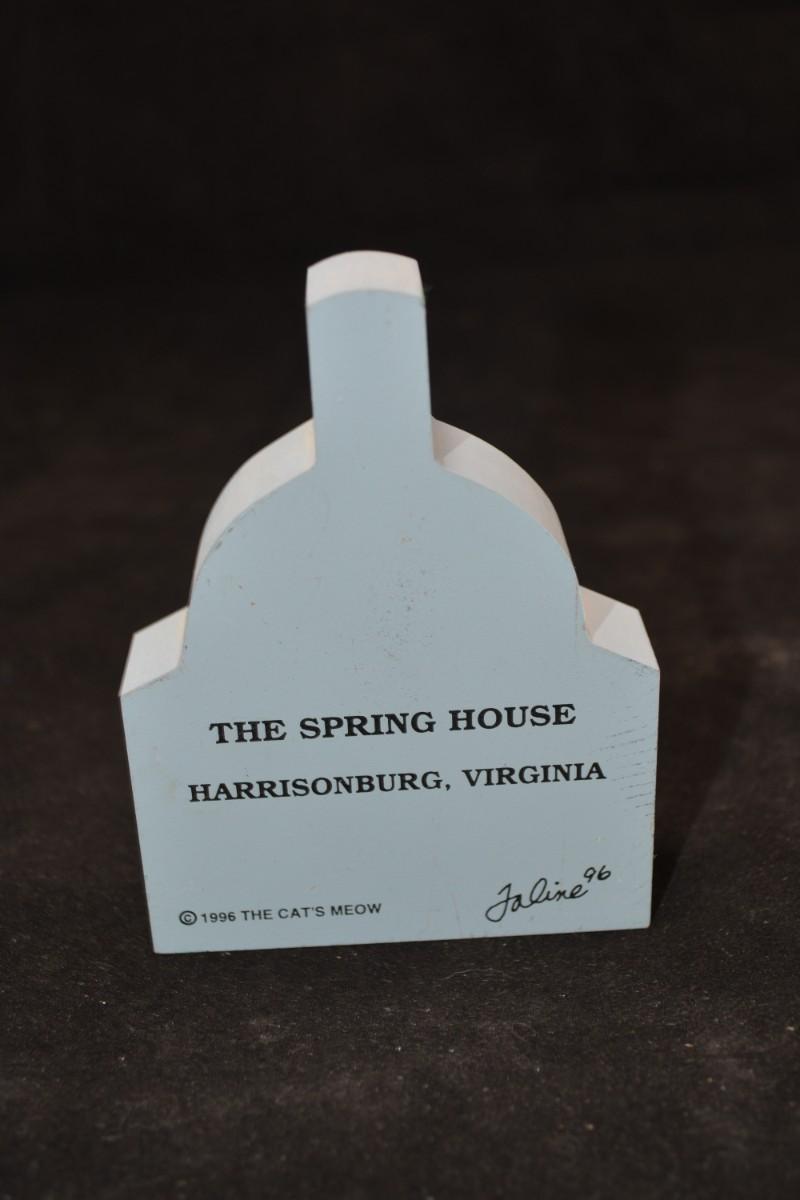 THE SPRING HOUSE
HARRISONBURG, VIRGINIA
© 1996 THE CAT'S MEOW
Faline 96